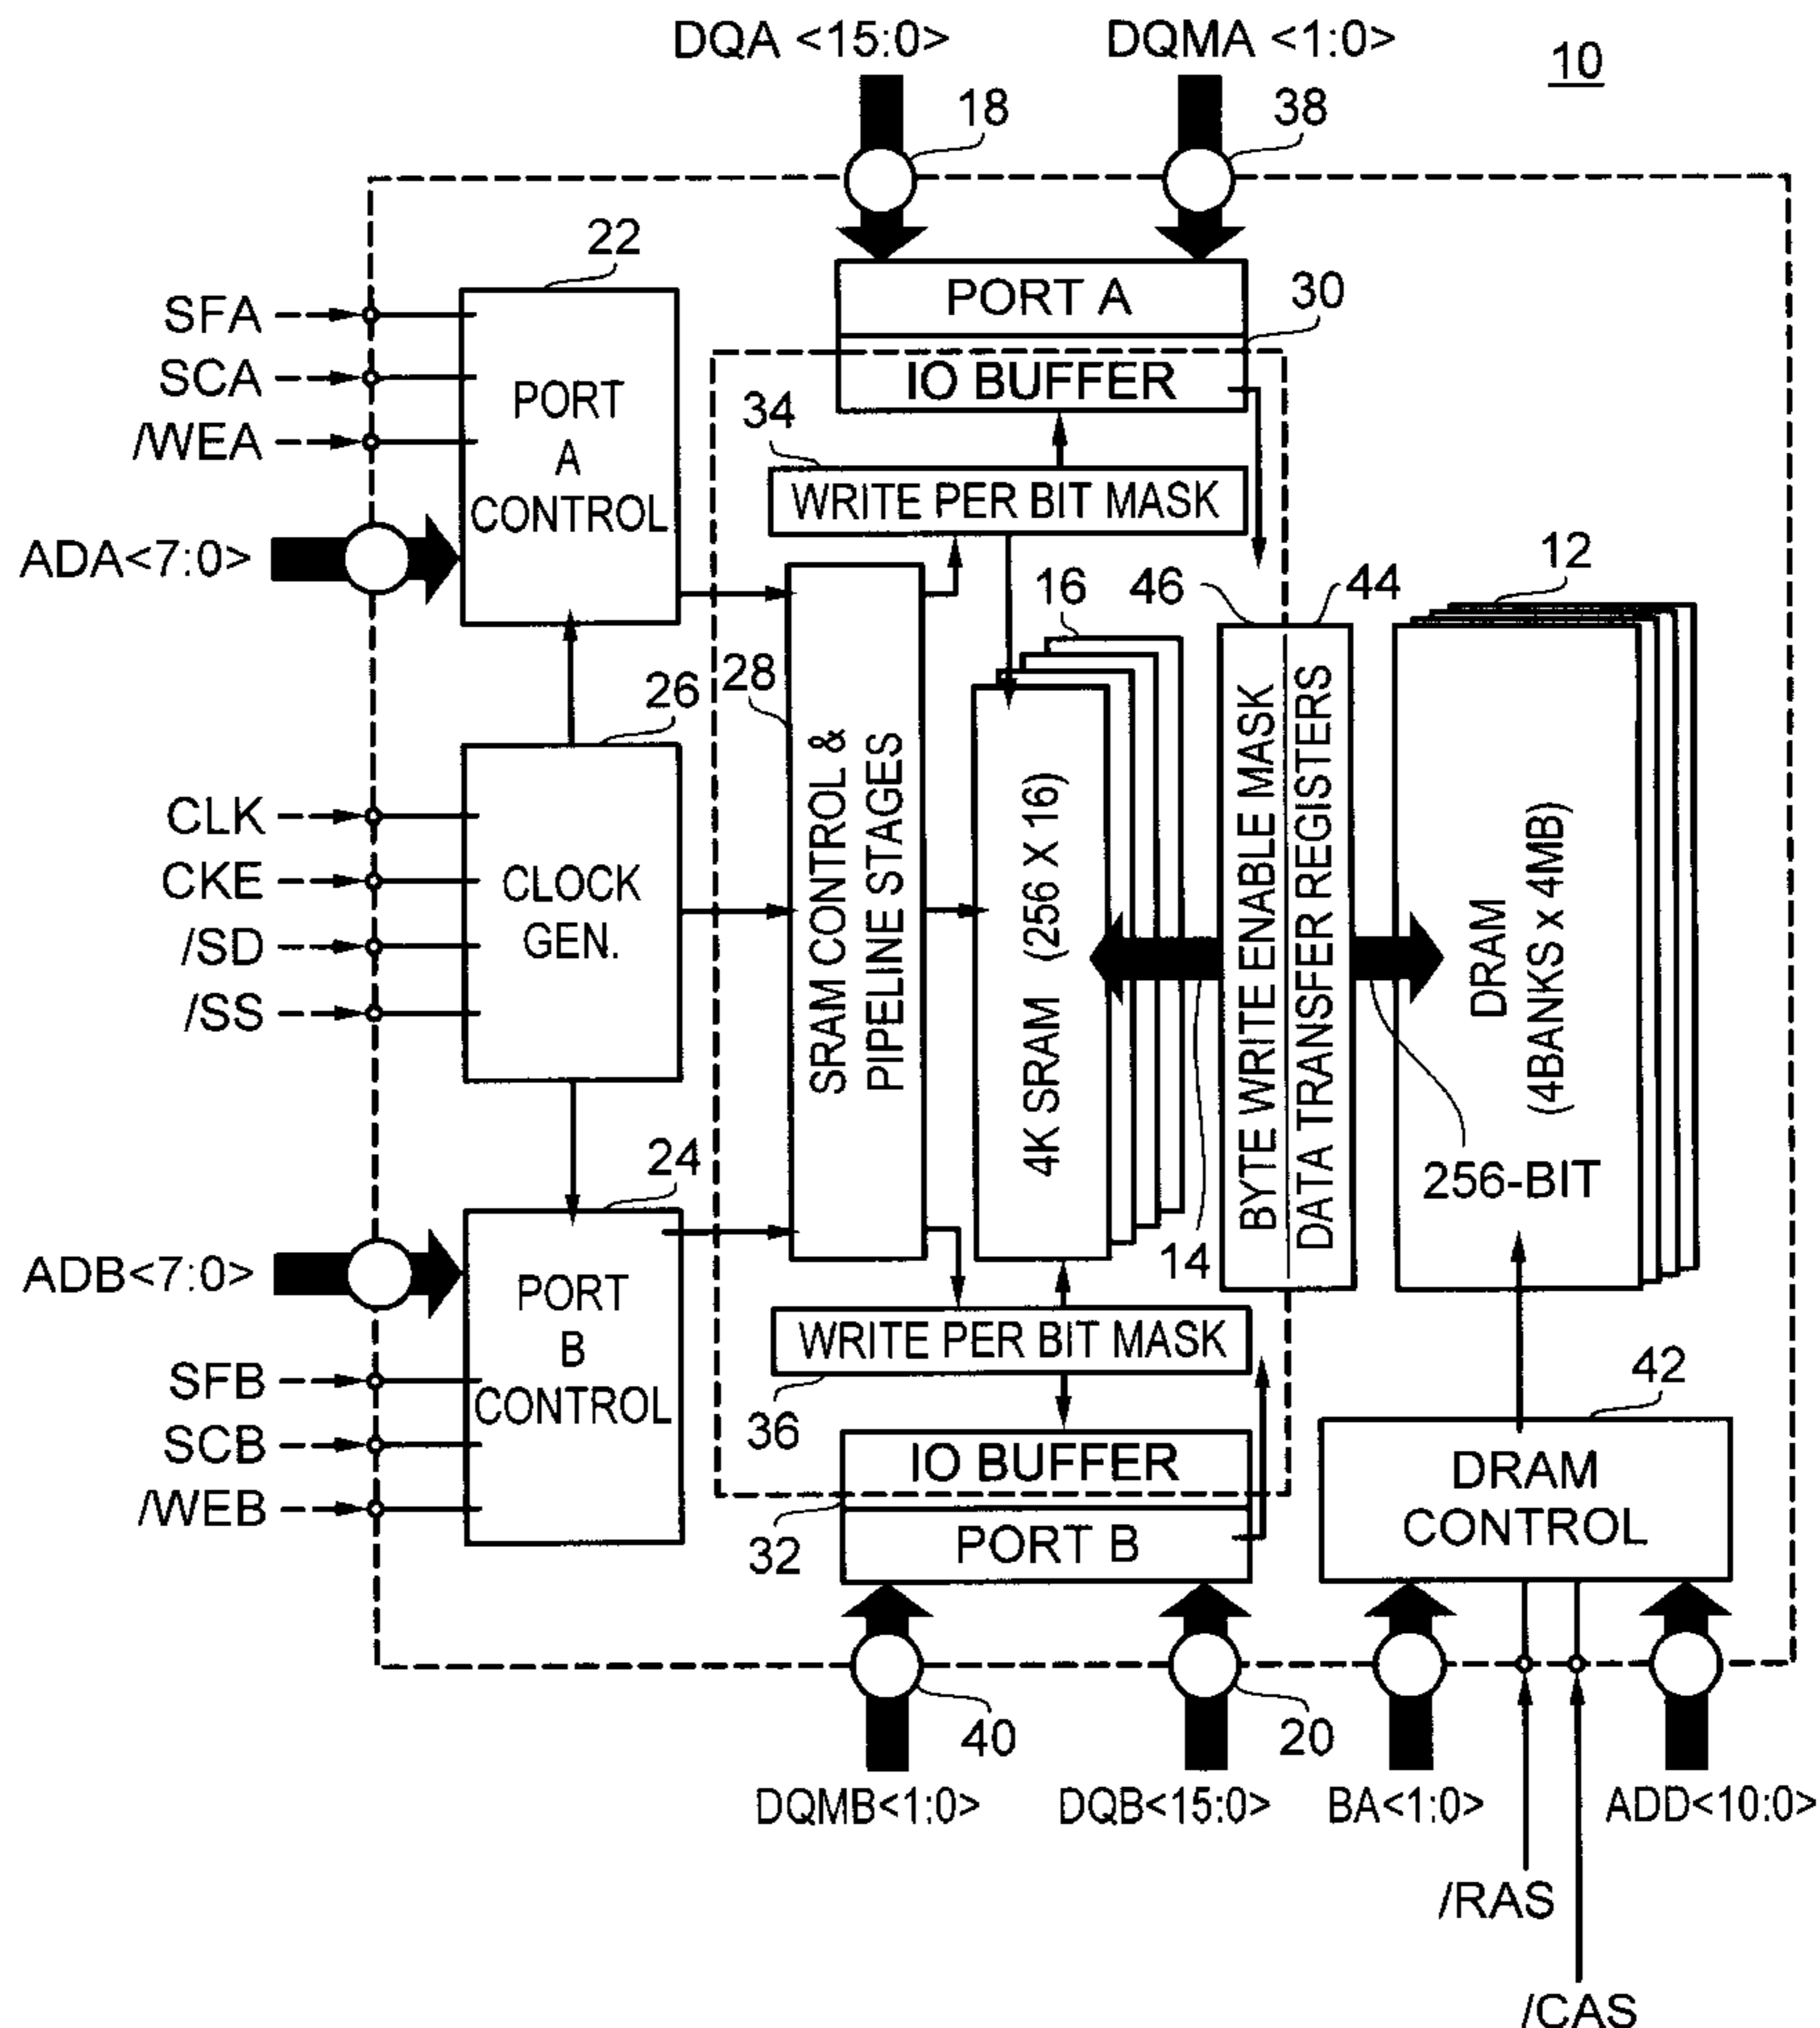 DQA <15:0>
DQMA <1:0>
10
18
38
22
SFA
SCA
/WEA
ADA<7:0>
PORT
A
CONTROL
PORT A
IO BUFFER
30
34
WRITE PER BIT MASK
12
16
46
44
26
28
CLK
CKE
/SD
/SS
CLOCK
GEN.
SRAM CONTROL &
PIPELINE STAGES
4K SRAM (256 X 16)
BYTE WRITE ENABLE MASK
DATA TRANSFER REGISTERS
DRAM
(4BANKS x 4MB)
256-BIT
14
24
ADB<7:0>
SFB
SCB
/WEB
PORT
B
CONTROL
WRITE PER BIT MASK
36
IO BUFFER
PORT B
32
42
DRAM
CONTROL
40
20
DQMB<1:0>
DQB<15:0>
BA<1:0>
ADD<10:0>
/RAS
/CAS